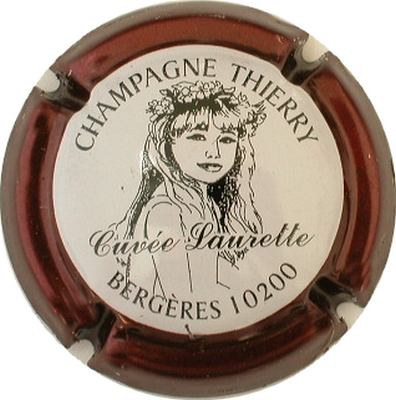 CHAMPAGNE THIERRY
Cuvée Laurette
BERGÈRES 10200